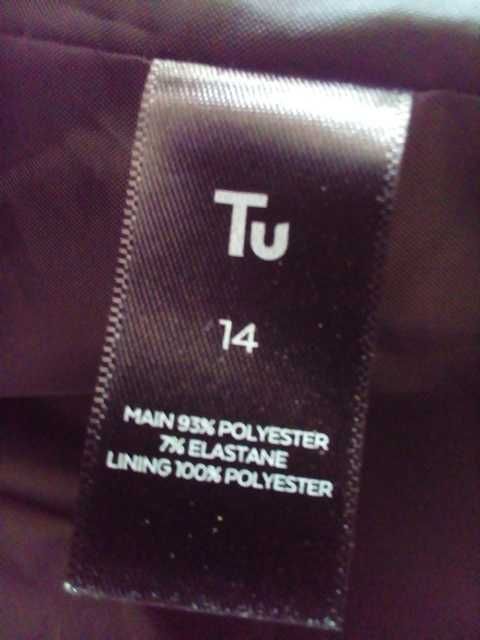 Tu
14
MAIN 93% POLYESTER
7% ELASTANE
LINING 100% POLYESTER